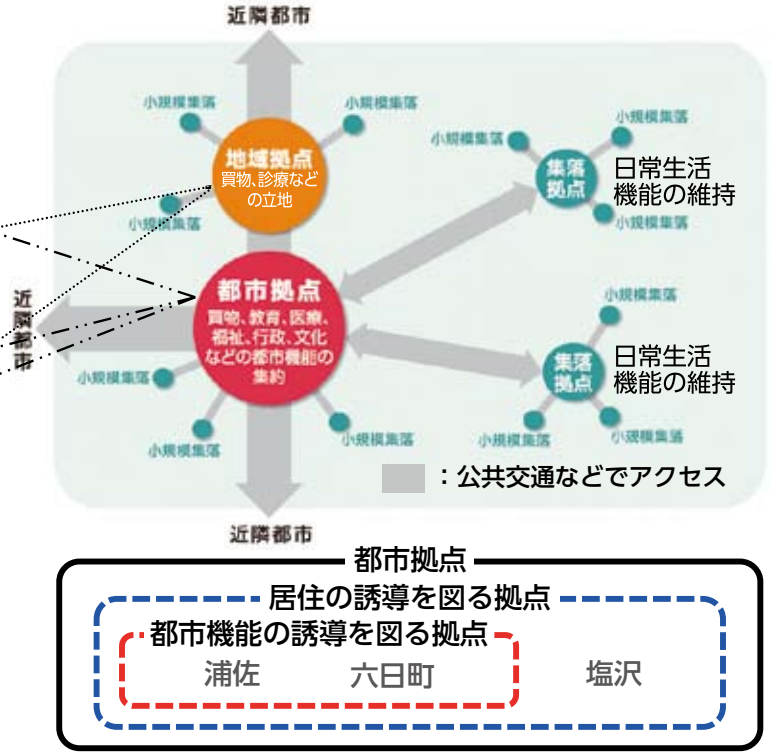 近隣都市
小規模集落
小規模集落
地域拠点
買物、診療など
の立地
小規模集落
小規模集落
小規模集落
集落
拠点
日常生活
機能の維持
小規模集落
近隣都市
都市拠点
買物、教育、医療、
福祉、行政、文化
などの都市機能の
集約
小規模集落
小規模集落
小規模集落
小規模集落
集落
拠点
日常生活
機能の維持
小規模集落
小規模集落
：公共交通などでアクセス
近隣都市
都市拠点
居住の誘導を図る拠点
都市機能の誘導を図る拠点
浦佐 六日町 塩沢